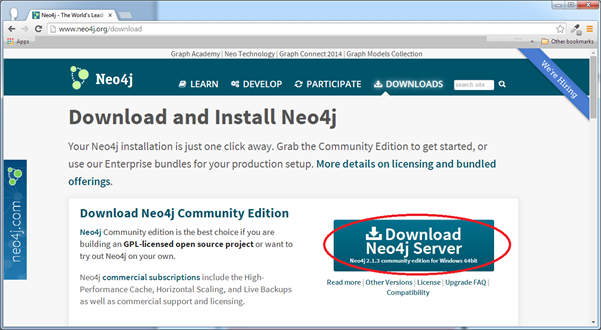 Neo4j - The World's Leadi
www.neo4j.org/download
Apps
Other bookmarks
Graph Academy | Neo Technology | Graph Connect 2014 | Graph Models Collection
We're Hiring
Neo4j
LEARN
DEVELOP
PARTICIPATE
DOWNLOADS
search site
Download and Install Neo4j
Your Neo4j installation is just one click away. Grab the Community Edition to get started, or
use our Enterprise bundles for your production setup. More details on licensing and bundled
offerings.
neo4j.com
Download Neo4j Community Edition
Neo4j Community edition is the best choice if you are
building an GPL-licensed open source project or want to
try out Neo4j on your own.
Neo4j commercial subscriptions include the High-
Performance Cache, Horizontal Scaling, and Live Backups
as well as commercial support and licensing.
Download
Neo4j Server
Neo4j 2.1.3 community edition for Windows 64bit
Read more | Other Versions | License | Upgrade FAQ |
Compatibility